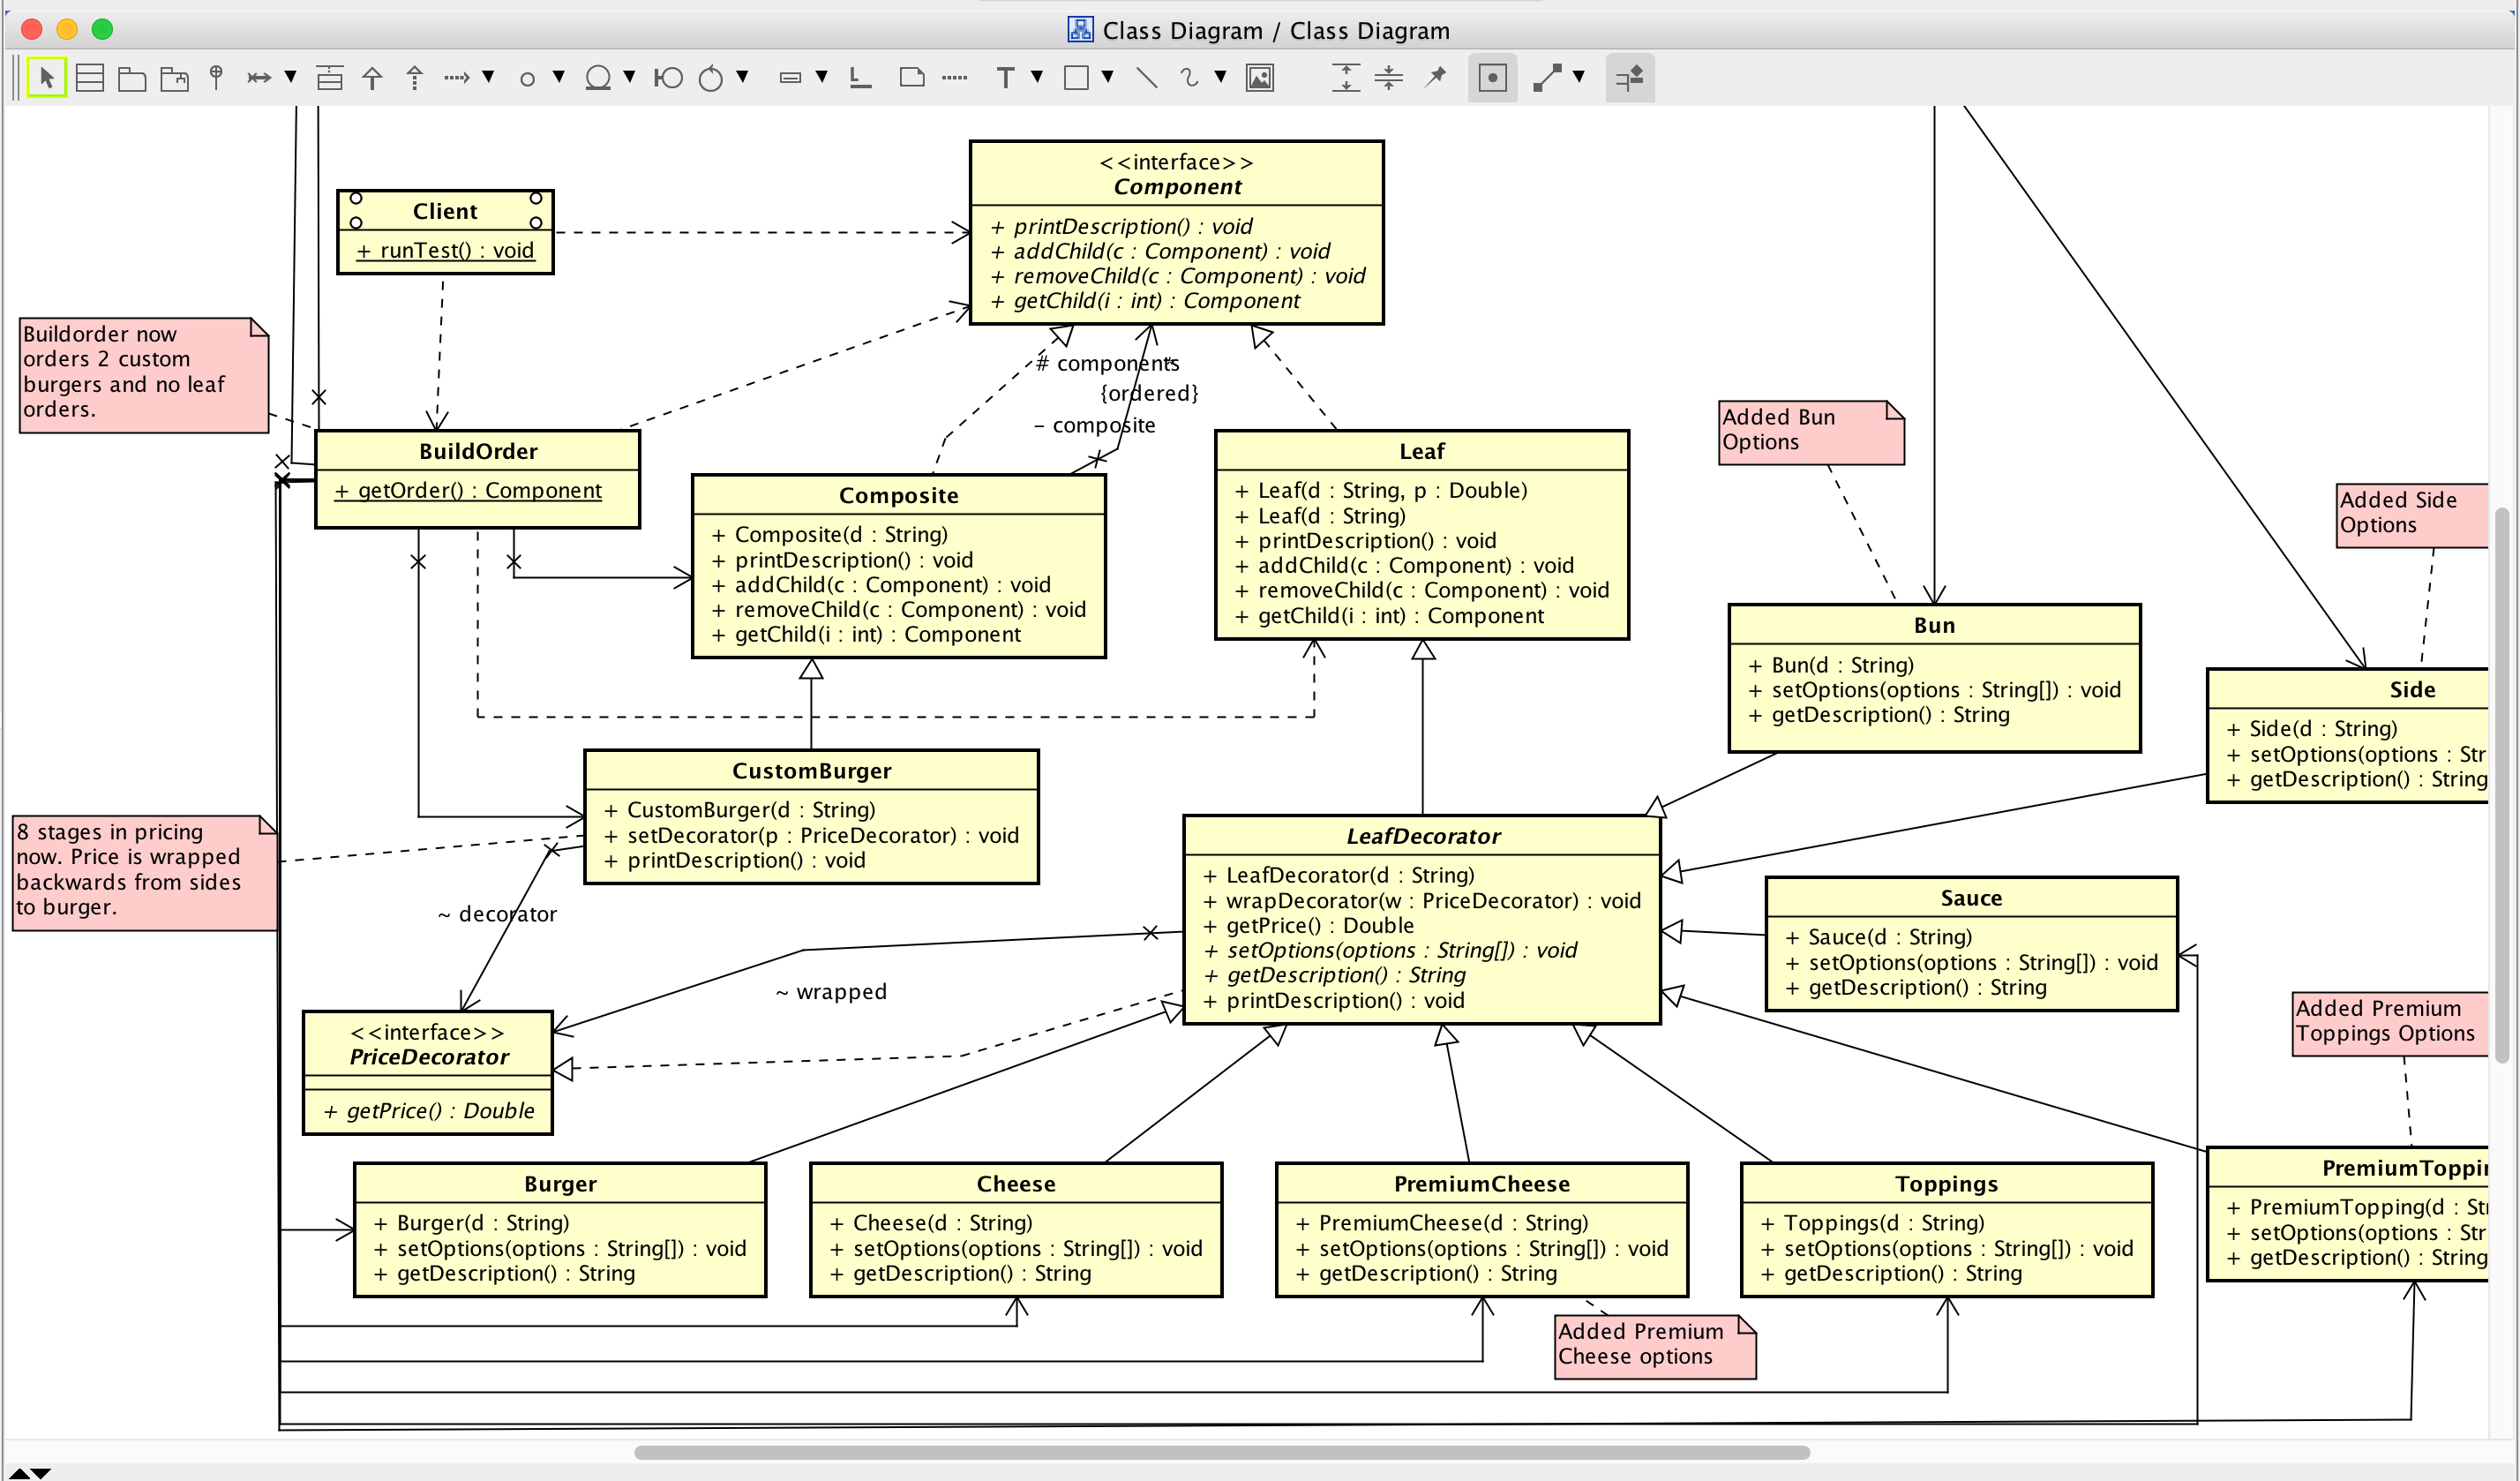 Class Diagram / Class Diagram
<<interface>>
Component
+ printDescription() : void
+ addChild(c : Component) : void
+ removeChild(c : Component) : void
+ getChild(i : int) : Component
Client
+ runTest() : void
Buildorder now
orders 2 custom
burgers and no leaf
orders.
# components
*
{ordered}
- composite
BuildOrder
+ getOrder() : Component
Composite
+ Composite(d : String)
+ printDescription() : void
+ addChild(c : Component) : void
+ removeChild(c : Component) : void
+ getChild(i : int) : Component
Leaf
+ Leaf(d : String, p : Double)
+ Leaf(d : String)
+ printDescription() : void
+ addChild(c : Component) : void
+ removeChild(c : Component) : void
+ getChild(i : int) : Component
Added Bun
Options
Added Side
Options
Bun
+ Bun(d : String)
+ setOptions(options : String[]) : void
+ getDescription() : String
Side
+ Side(d : String)
+ setOptions(options : Str
+ getDescription() : String
CustomBurger
+ CustomBurger(d : String)
+ setDecorator(p : PriceDecorator) : void
+ printDescription() : void
8 stages in pricing
now. Price is wrapped
backwards from sides
to burger.
~ decorator
LeafDecorator
+ LeafDecorator(d : String)
+ wrapDecorator(w : PriceDecorator) : void
+ getPrice() : Double
+ setOptions(options : String[]) : void
+ getDescription() : String
+ printDescription() : void
Sauce
+ Sauce(d : String)
+ setOptions(options : String[]) : void
+ getDescription() : String
~ wrapped
<<interface>>
PriceDecorator
+ getPrice() : Double
Added Premium
Toppings Options
Burger
+ Burger(d : String)
+ setOptions(options : String[]) : void
+ getDescription() : String
Cheese
+ Cheese(d : String)
+ setOptions(options : String[]) : void
+ getDescription() : String
PremiumCheese
+ PremiumCheese(d : String)
+ setOptions(options : String[]) : void
+ getDescription() : String
Toppings
+ Toppings(d : String)
+ setOptions(options : String[]) : void
+ getDescription() : String
PremiumToppin
+ PremiumTopping(d : St
+ setOptions(options : Str
+ getDescription() : String
Added Premium
Cheese options